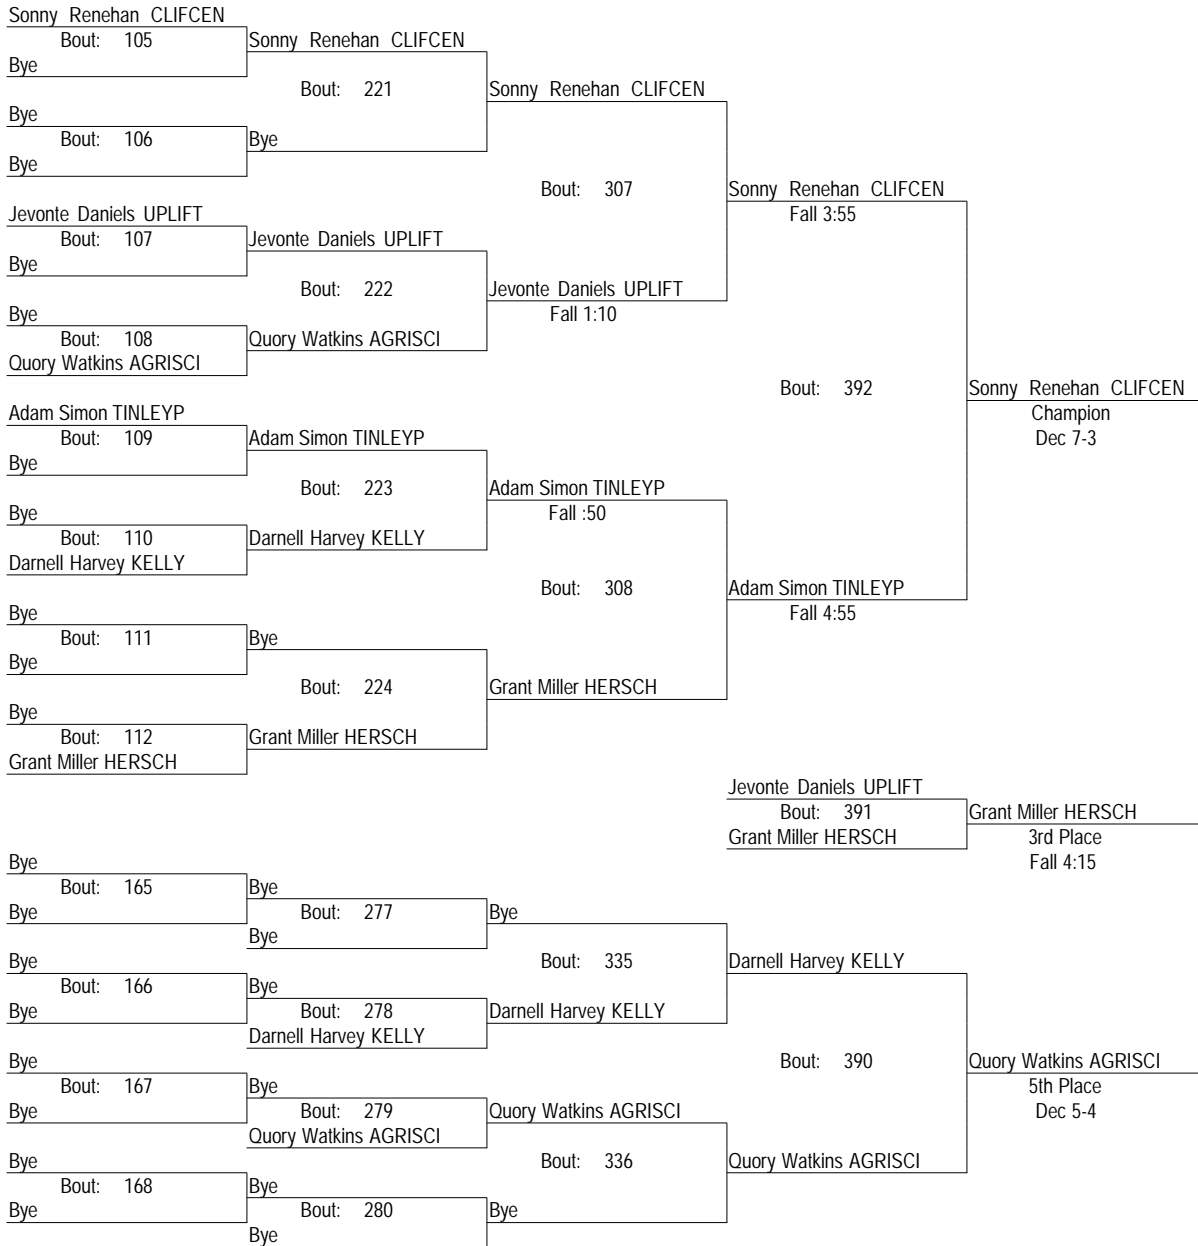 Sonny Renehan CLIFCEN
Bout: 105
Sonny Renehan CLIFCEN
Bye
Bout: 221
Sonny Renehan CLIFCEN
Bye
Bout: 106
Bye
Bye
Bout: 307
Sonny Renehan CLIFCEN
Fall 3:55
Jevonte Daniels UPLIFT
Bout: 107
Jevonte Daniels UPLIFT
Bye
Bout: 222
Jevonte Daniels UPLIFT
Fall 1:10
Bye
Bout: 108
Quory Watkins AGRISCI
Quory Watkins AGRISCI
Bout: 392
Sonny Renehan CLIFCEN
Champion
Dec 7-3
Adam Simon TINLEYP
Bout: 109
Adam Simon TINLEYP
Bye
Bout: 223
Adam Simon TINLEYP
Fall :50
Bye
Bout: 110
Darnell Harvey KELLY
Darnell Harvey KELLY
Bout: 308
Adam Simon TINLEYP
Fall 4:55
Bye
Bout: 111
Bye
Bye
Bout: 224
Grant Miller HERSCH
Bye
Bout: 112
Grant Miller HERSCH
Grant Miller HERSCH
Jevonte Daniels UPLIFT
Bout: 391
Grant Miller HERSCH
Grant Miller HERSCH
3rd Place
Fall 4:15
Bye
Bout: 165
Bye
Bye
Bout: 277
Bye
Bye
Bye
Bout: 335
Darnell Harvey KELLY
Bout: 166
Bye
Bye
Bout: 278
Darnell Harvey KELLY
Darnell Harvey KELLY
Bye
Bout: 390
Quory Watkins AGRISCI
5th Place
Dec 5-4
Bout: 167
Bye
Bye
Bout: 279
Quory Watkins AGRISCI
Quory Watkins AGRISCI
Bye
Bout: 336
Quory Watkins AGRISCI
Bout: 168
Bye
Bye
Bout: 280
Bye
Bye